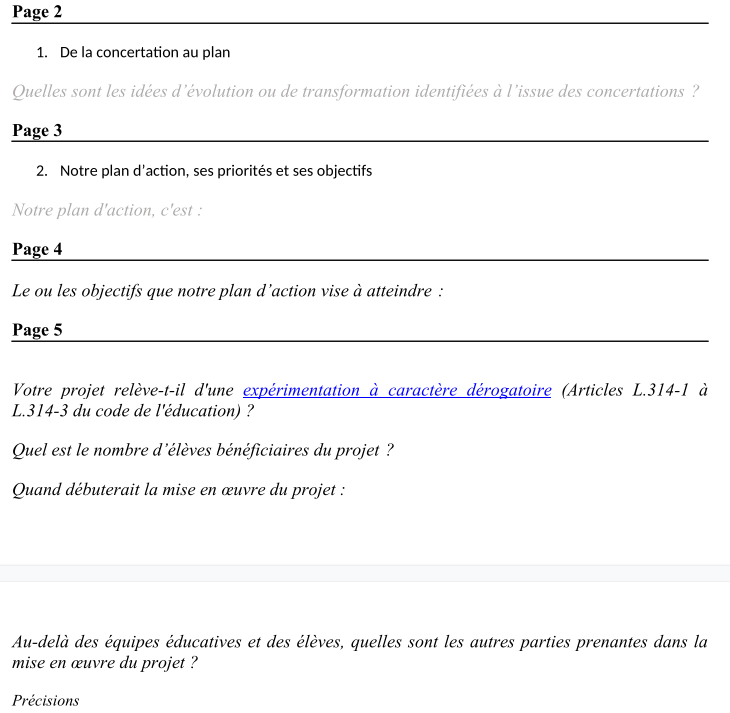 Page 2
1. De la concertation au plan
Quelles sont les idées d’évolution ou de transformation identifiées à l’issue des concertations ?
Page 3
2. Notre plan d’action, ses priorités et ses objectifs
Notre plan d'action, c'est :
Page 4
Le ou les objectifs que notre plan d’action vise à atteindre :
Page 5
Votre projet relève-t-il d'une expérimentation à caractère dérogatoire (Articles L.314-1 à
L.314-3 du code de l'éducation) ?
Quel est le nombre d’élèves bénéficiaires du projet ?
Quand débuterait la mise en œuvre du projet :
Au-delà des équipes éducatives et des élèves, quelles sont les autres parties prenantes dans la
mise en œuvre du projet ?
Précisions